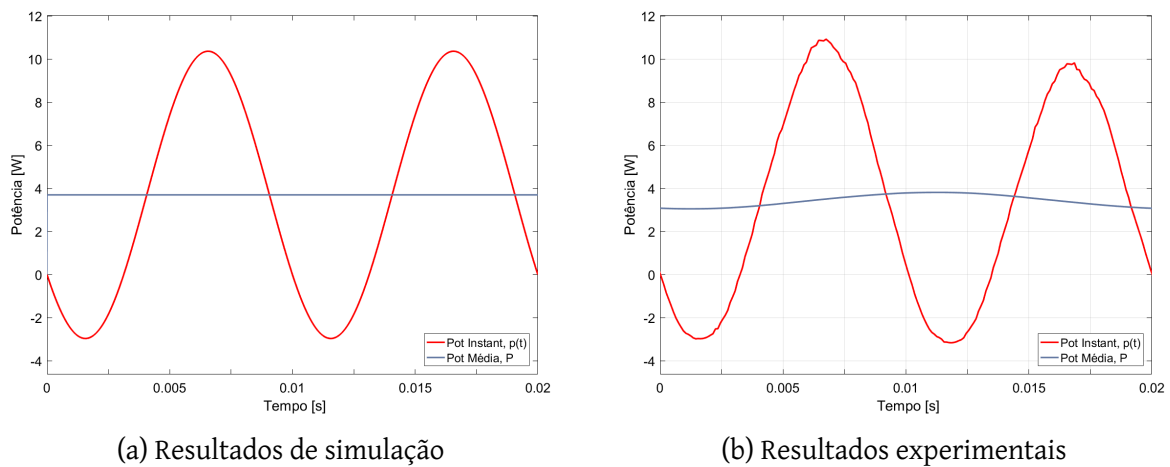 12
10
8
6
4
2
0
-2
-4
Potência [W]
0
0.005
0.01
0.015
0.02
Tempo [s]
Pot Instant, p(t)
Pot Média, P
(a) Resultados de simulação
12
10
8
6
4
2
0
-2
-4
Potência [W]
0
0.005
0.01
0.015
0.02
Tempo [s]
Pot Instant, p(t)
Pot Média, P
(b) Resultados experimentais